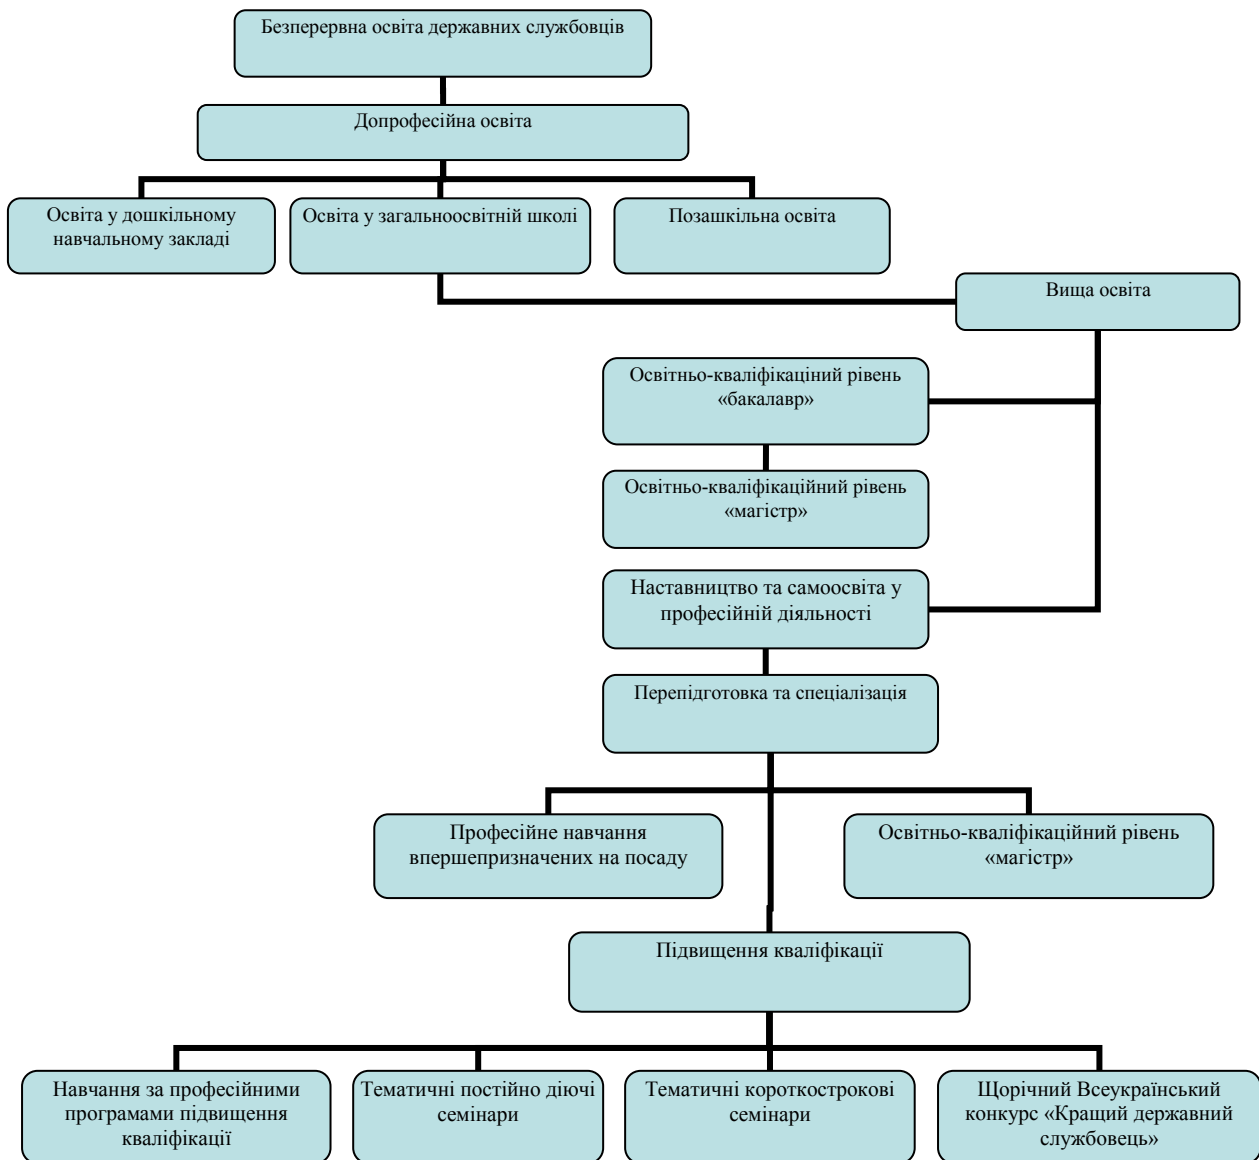 Безперервна освіта державних службовців
Допрофесійна освіта
Освіта у дошкільному
навчальному закладі
Освіта у загальноосвітній школі
Позашкільна освіта
Вища освіта
Освітньо-кваліфікаціний рівень
«бакалавр»
Освітньо-кваліфікаційний рівень
«магістр»
Наставництво та самоосвіта у
професійній діяльності
Перепідготовка та спеціалізація
Професійне навчання
впершепризначених на посаду
Освітньо-кваліфікаційний рівень
«магістр»
Підвищення кваліфікації
Навчання за професійними
програмами підвищення
кваліфікації
Тематичні постійно діючі
семінари
Тематичні короткострокові
семінари
Щорічний Всеукраїнський
конкурс «Кращий державний
службовець»